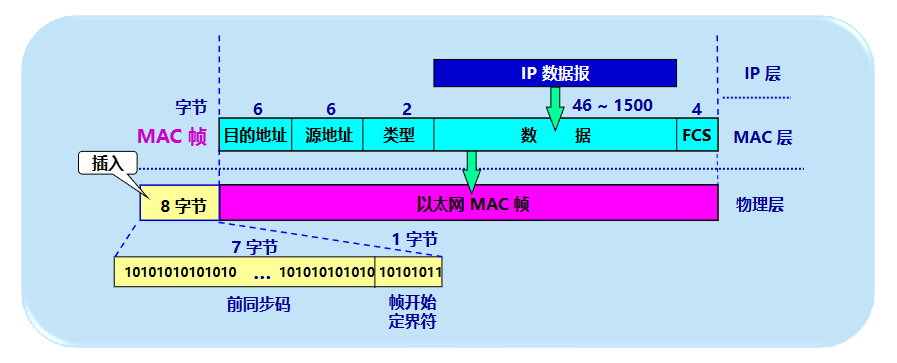 IP 数据报
IP 层
字节
6
6
2
46 ~ 1500
4
MAC 帧
目的地址
源地址
类型
数 据
FCS
MAC 层
插入
8 字节
以太网 MAC 帧
物理层
7 字节
1 字节
10101010101010 ... 101010101010
10101011
前同步码
帧开始
定界符